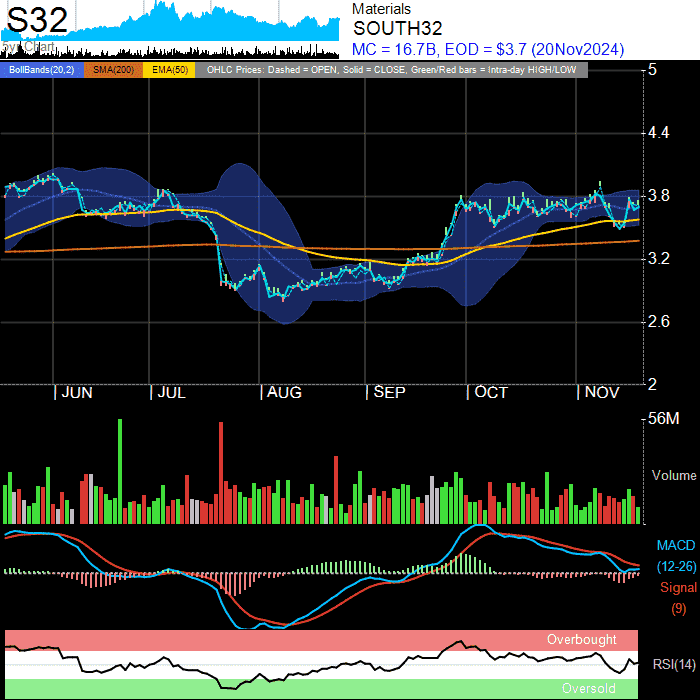 S32
5yr Chart
Materials
SOUTH32
MC = 16.7B, EOD = $3.7 (20Nov2024)
BollBands(20,2) SMA(200) EMA(50) OHLC Prices: Dashed = OPEN, Solid = CLOSE, Green/Red bars = Intra-day HIGH/LOW
5
4.4
3.8
3.2
2.6
2
JUN JUL AUG SEP OCT NOV
56M
Volume
MACD
(12-26)
Signal
(9)
Overbought
RSI(14)
Oversold